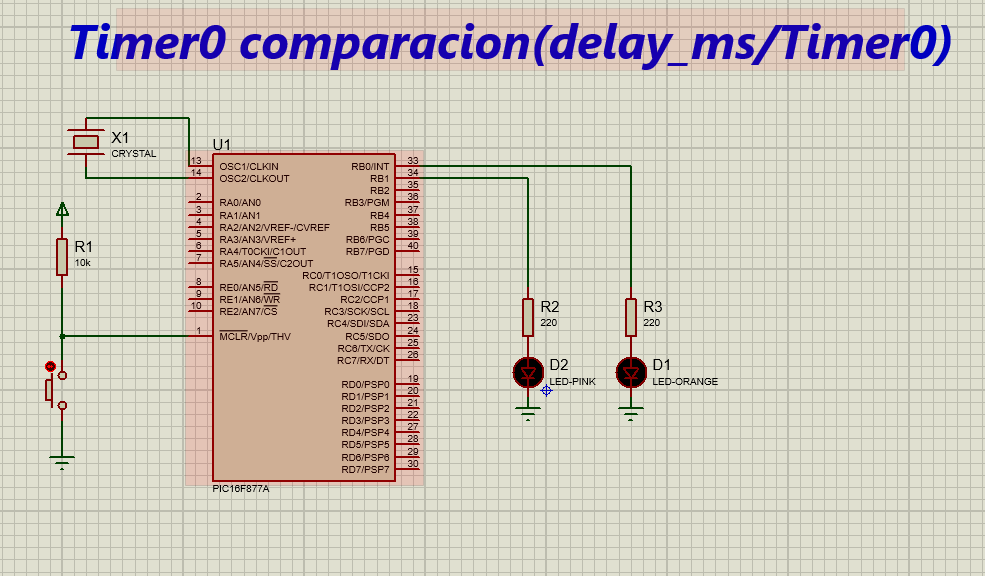 Timer0 comparacion(delay_ms/Timer0)
X1
CRYSTAL
R1
10k
U1
13 OSC1/CLKIN
14 OSC2/CLKOUT
2 RA0/AN0
3 RA1/AN1
4 RA2/AN2/VREF-/CVREF
5 RA3/AN3/VREF+
6 RA4/T0CKI/C1OUT
7 RA5/AN4/SS/C2OUT
8 RE0/AN5/RD
9 RE1/AN6/WR
10 RE2/AN7/CS
1 MCLR/Vpp/THV
RB0/INT 33
RB1 34
RB2 35
RB3/PGM 36
RB4 37
RB5 38
RB6/PGC 39
RB7/PGD 40
RC0/T1OSO/T1CKI 15
RC1/T1OSI/CCP2 16
RC2/CCP1 17
RC3/SCK/SCL 18
RC4/SDI/SDA 23
RC5/SDO 24
RC6/TX/CK 25
RC7/RX/DT 26
RD0/PSP0 19
RD1/PSP1 20
RD2/PSP2 21
RD3/PSP3 22
RD4/PSP4 27
RD5/PSP5 28
RD6/PSP6 29
RD7/PSP7 30
PIC16F877A
R2
220
D2
LED-PINK
R3
220
D1
LED-ORANGE